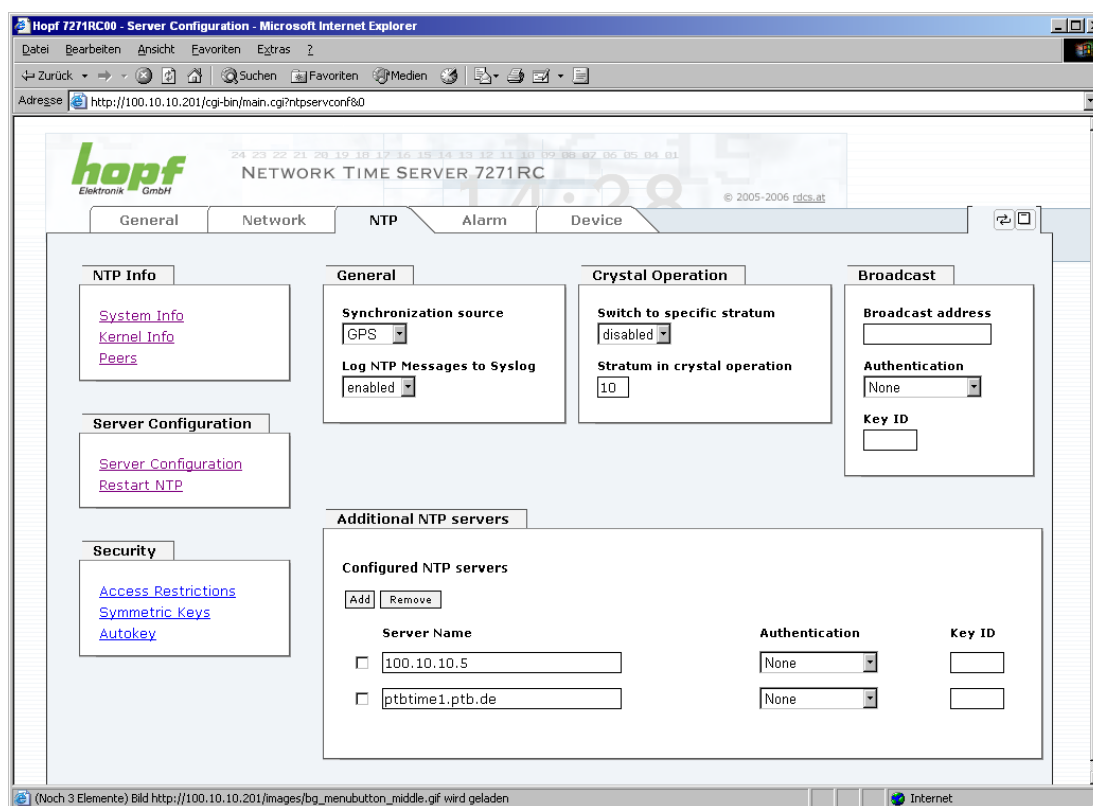 Hopf 7271RC00 - Server Configuration - Microsoft Internet Explorer
Datei Bearbeiten Ansicht Favoriten Extras ?
Zurück Suchen Favoriten Medien
Adresse http://100.10.10.201/cgi-bin/main.cgi?ntpservconf&0
hopf
Elektronik GmbH
24 23 22 21 20 19 18 17 16 15 14 13 12 11 10 09 08 07 06 05 04 01
NETWORK TIME SERVER 7271RC
14:28
© 2005-2006 rdcs.at
General Network NTP Alarm Device
NTP Info
System Info
Kernel Info
Peers
Server Configuration
Server Configuration
Restart NTP
Security
Access Restrictions
Symmetric Keys
Autokey
General
Synchronization source
GPS
Log NTP Messages to Syslog
enabled
Crystal Operation
Switch to specific stratum
disabled
Stratum in crystal operation
10
Broadcast
Broadcast address
Authentication
None
Key ID
Additional NTP servers
Configured NTP servers
Add Remove
Server Name Authentication Key ID
100.10.10.5 None
ptbtime1.ptb.de None
(Noch 3 Elemente) Bild http://100.10.10.201/images/bg_menubutton_middle.gif wird geladen
Internet